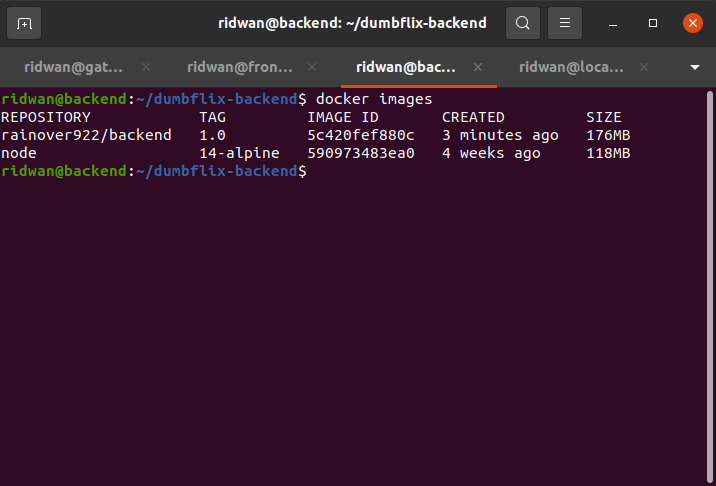 ridwan@backend: ~/dumbflix-backend
ridwan@gat... ridwan@fron... ridwan@bac... ridwan@loca...
ridwan@backend:~/dumbflix-backend$ docker images
REPOSITORY TAG IMAGE ID CREATED SIZE
rainover922/backend 1.0 5c420fef880c 3 minutes ago 176MB
node 14-alpine 590973483ea0 4 weeks ago 118MB
ridwan@backend:~/dumbflix-backend$